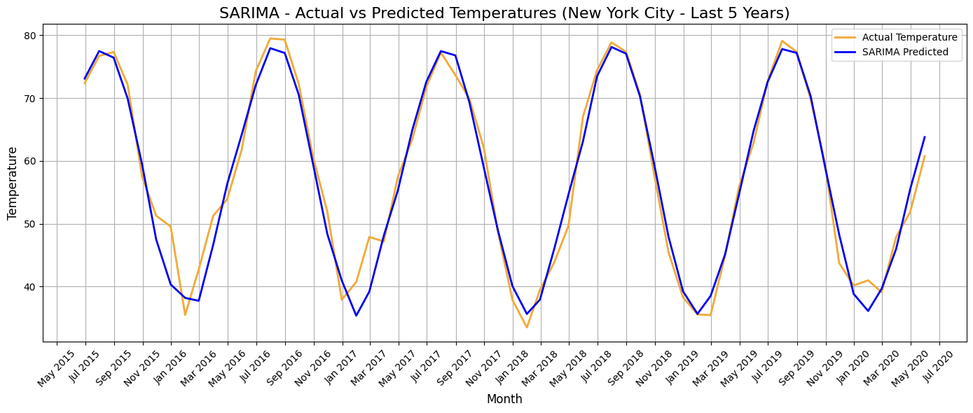 SARIMA - Actual vs Predicted Temperatures (New York City - Last 5 Years)
Actual Temperature
SARIMA Predicted
Temperature
80
70
60
50
40
May 2015
Jul 2015
Sep 2015
Nov 2015
Jan 2016
Mar 2016
May 2016
Jul 2016
Sep 2016
Nov 2016
Jan 2017
Mar 2017
May 2017
Jul 2017
Sep 2017
Nov 2017
Jan 2018
Mar 2018
May 2018
Jul 2018
Sep 2018
Nov 2018
Jan 2019
Mar 2019
May 2019
Jul 2019
Sep 2019
Nov 2019
Jan 2020
Mar 2020
May 2020
Jul 2020
Month